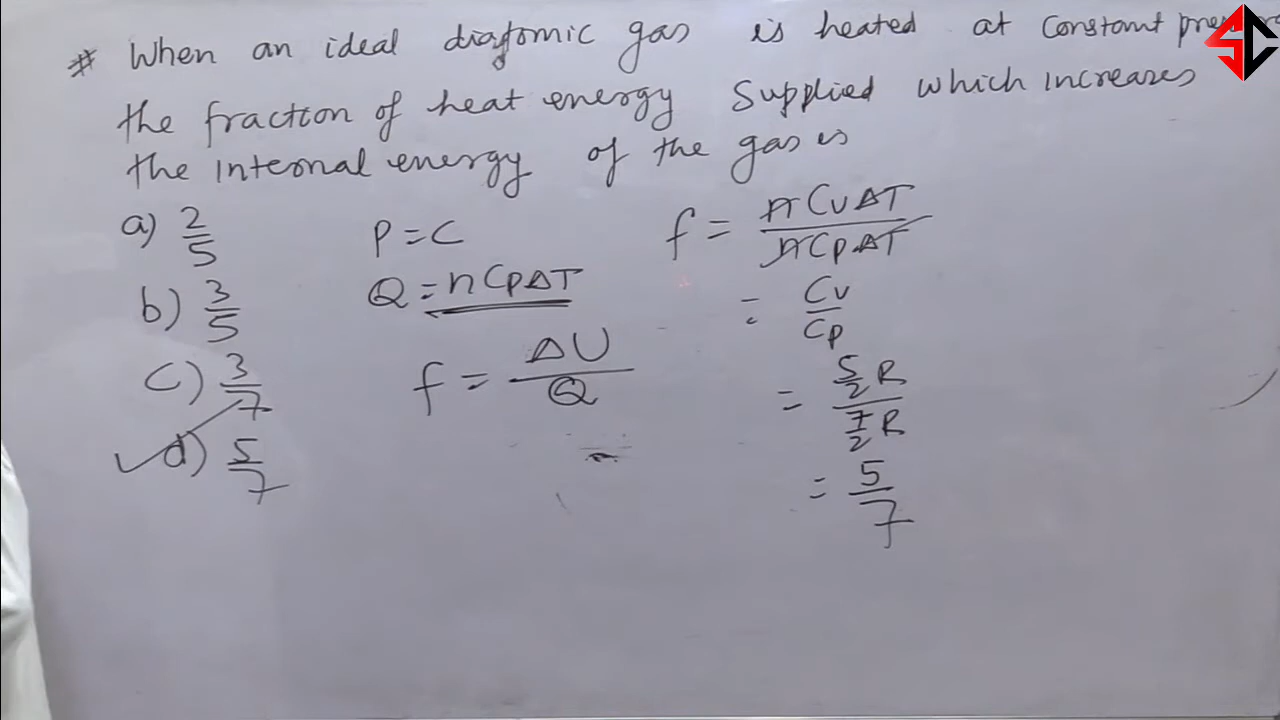 * When an ideal diatomic gas is heated at constant
the fraction of heat energy supplied which increases
the internal energy of the gas is
a) 2/5
b) 3/5
c) 3/7
d) 5/7
P = C
Q = nCpΔT
f = ΔU/Q
f = nCvΔT/nCpΔT
= Cv/Cp
= 5/2 R / 7/2 R
= 5/7
SC